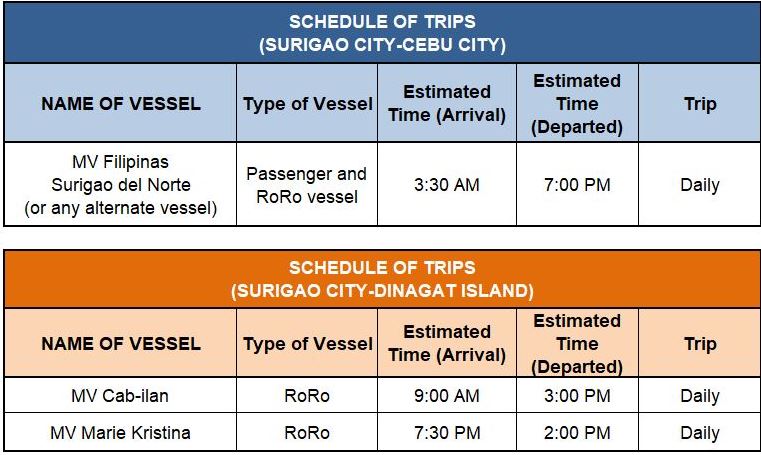 SCHEDULE OF TRIPS
(SURIGAO CITY-CEBU CITY)
NAME OF VESSEL
Type of Vessel
Estimated
Time (Arrival)
Estimated
Time
(Departed)
Trip
MV Filipinas
Surigao del Norte
(or any alternate vessel)
Passenger and
RoRo vessel
3:30 AM
7:00 PM
Daily
SCHEDULE OF TRIPS
(SURIGAO CITY-DINAGAT ISLAND)
NAME OF VESSEL
Type of Vessel
Estimated
Time (Arrival)
Estimated
Time
(Departed)
Trip
MV Cab-ilan
RoRo
9:00 AM
3:00 PM
Daily
MV Marie Kristina
RoRo
7:30 PM
2:00 PM
Daily